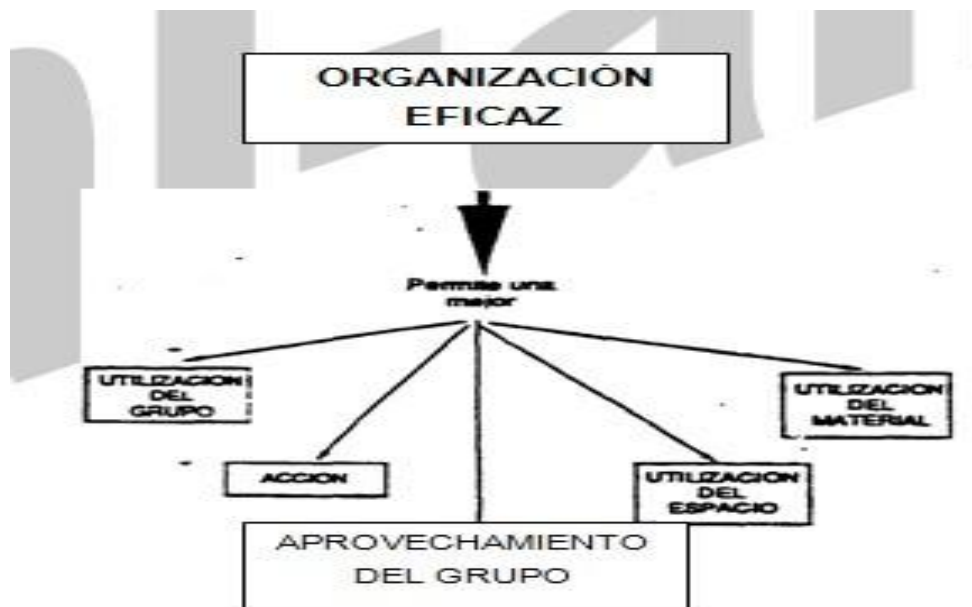 ORGANIZACIÓN
EFICAZ
Permite una
mejor
UTILIZACION
DEL
GRUPO
UTILIZACION
DEL
MATERIAL
ACCION
UTILIZACION
DEL
ESPACIO
APROVECHAMIENTO
DEL GRUPO